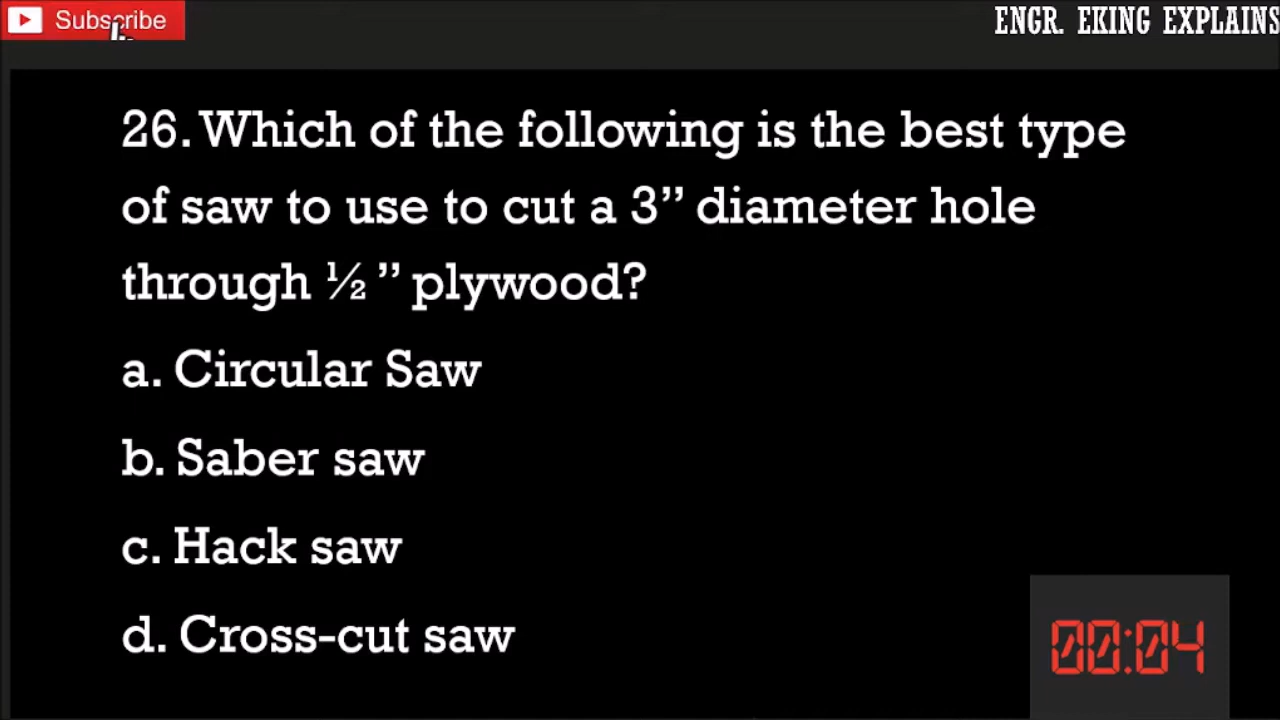 Subscribe
ENGR. EKING EXPLAINS
26. Which of the following is the best type
of saw to use to cut a 3” diameter hole
through ½ ” plywood?
a. Circular Saw
b. Saber saw
c. Hack saw
d. Cross-cut saw
00:04